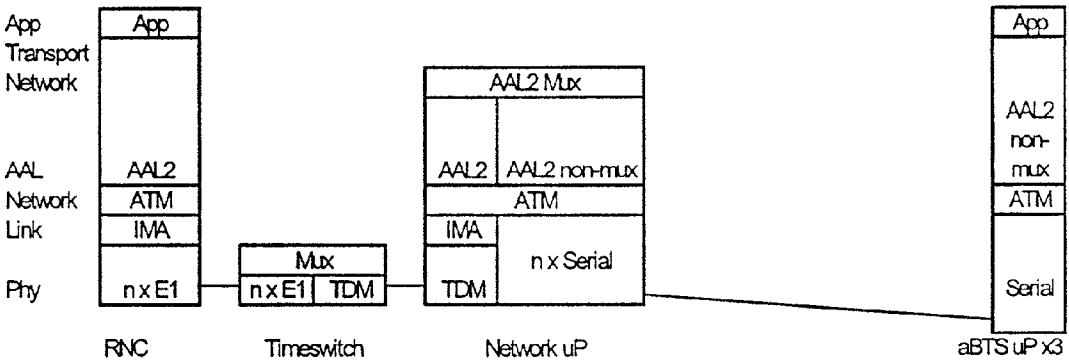 App App App
Transport
Network AAL2 Mux
AAL2
non-
AAL AAL2 AAL2 AAL2 non-mux mux
Network ATM ATM ATM
Link IMA IMA
Mux n x Serial
Phy n x E1 n x E1 TDM TDM Serial
RNC Timeswitch Network uP aBTS uP x3